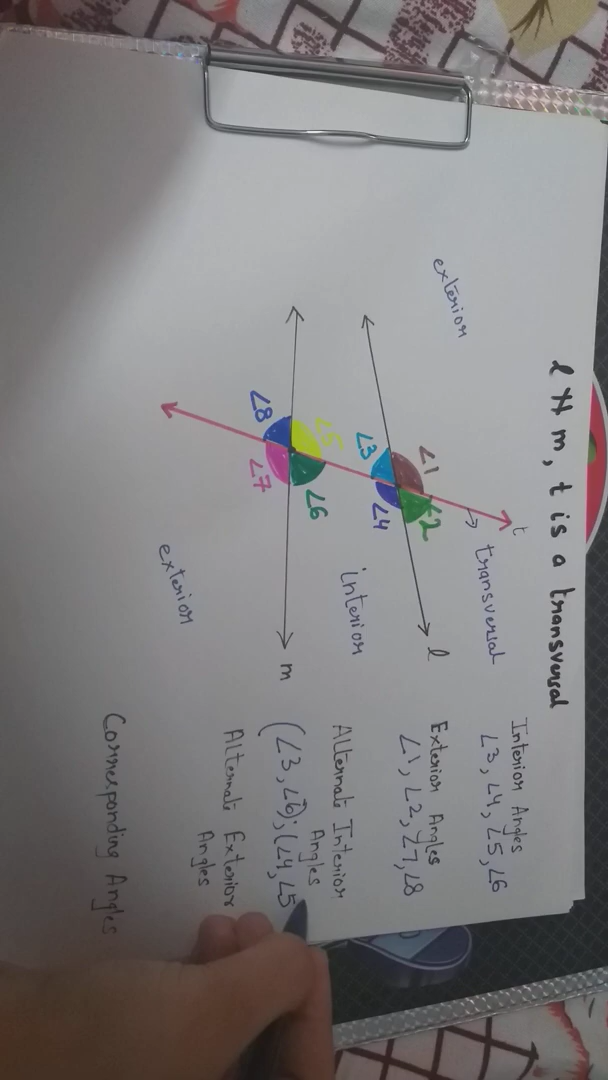 l ∦ m, t is a transversal
t
transversal
exterior
∠1
∠2
∠3
∠4
l
interior
∠5
∠6
∠8
∠7
m
exterior
Interior Angles
∠3, ∠4, ∠5, ∠6
Exterior Angles
∠1, ∠2, ∠7, ∠8
Alternate Interior
Angles
(∠3, ∠6); (∠4, ∠5
Alternate Exterior
Angles
Corresponding Angles